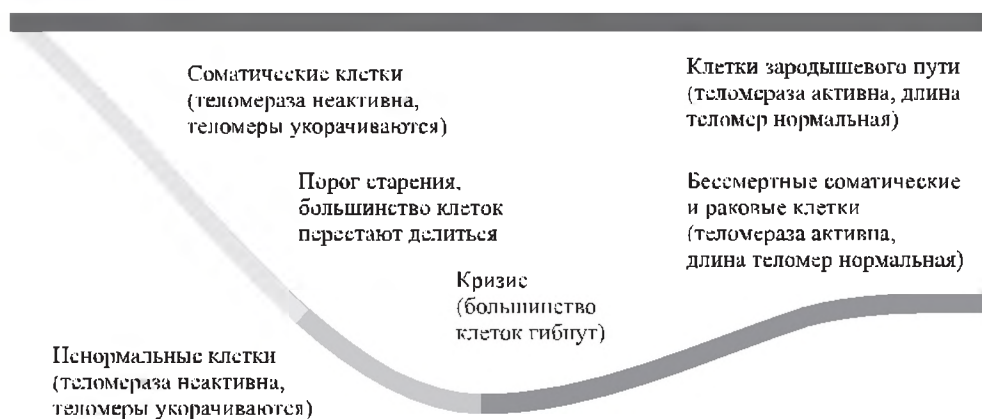 Соматические клетки
(теломераза неактивна,
теломеры укорачиваются)
Клетки зародышевого пути
(теломераза активна, длина
теломер нормальная)
Порог старения,
большинство клеток
перестают делиться
Бессмертные соматические
и раковые клетки
(теломераза активна,
длина теломер нормальная)
Кризис
(большинство
клеток гибнут)
Ненормальные клетки
(теломераза неактивна,
теломеры укорачиваются)